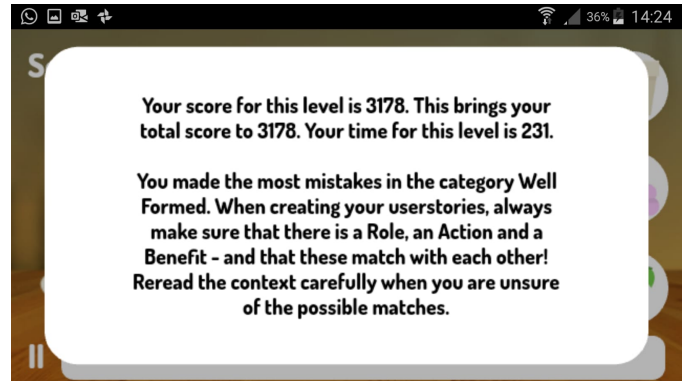 36% 14:24
S
Your score for this level is 3178. This brings your
total score to 3178. Your time for this level is 231.
You made the most mistakes in the category Well
Formed. When creating your userstories, always
make sure that there is a Role, an Action and a
Benefit - and that these match with each other!
Reread the context carefully when you are unsure
of the possible matches.